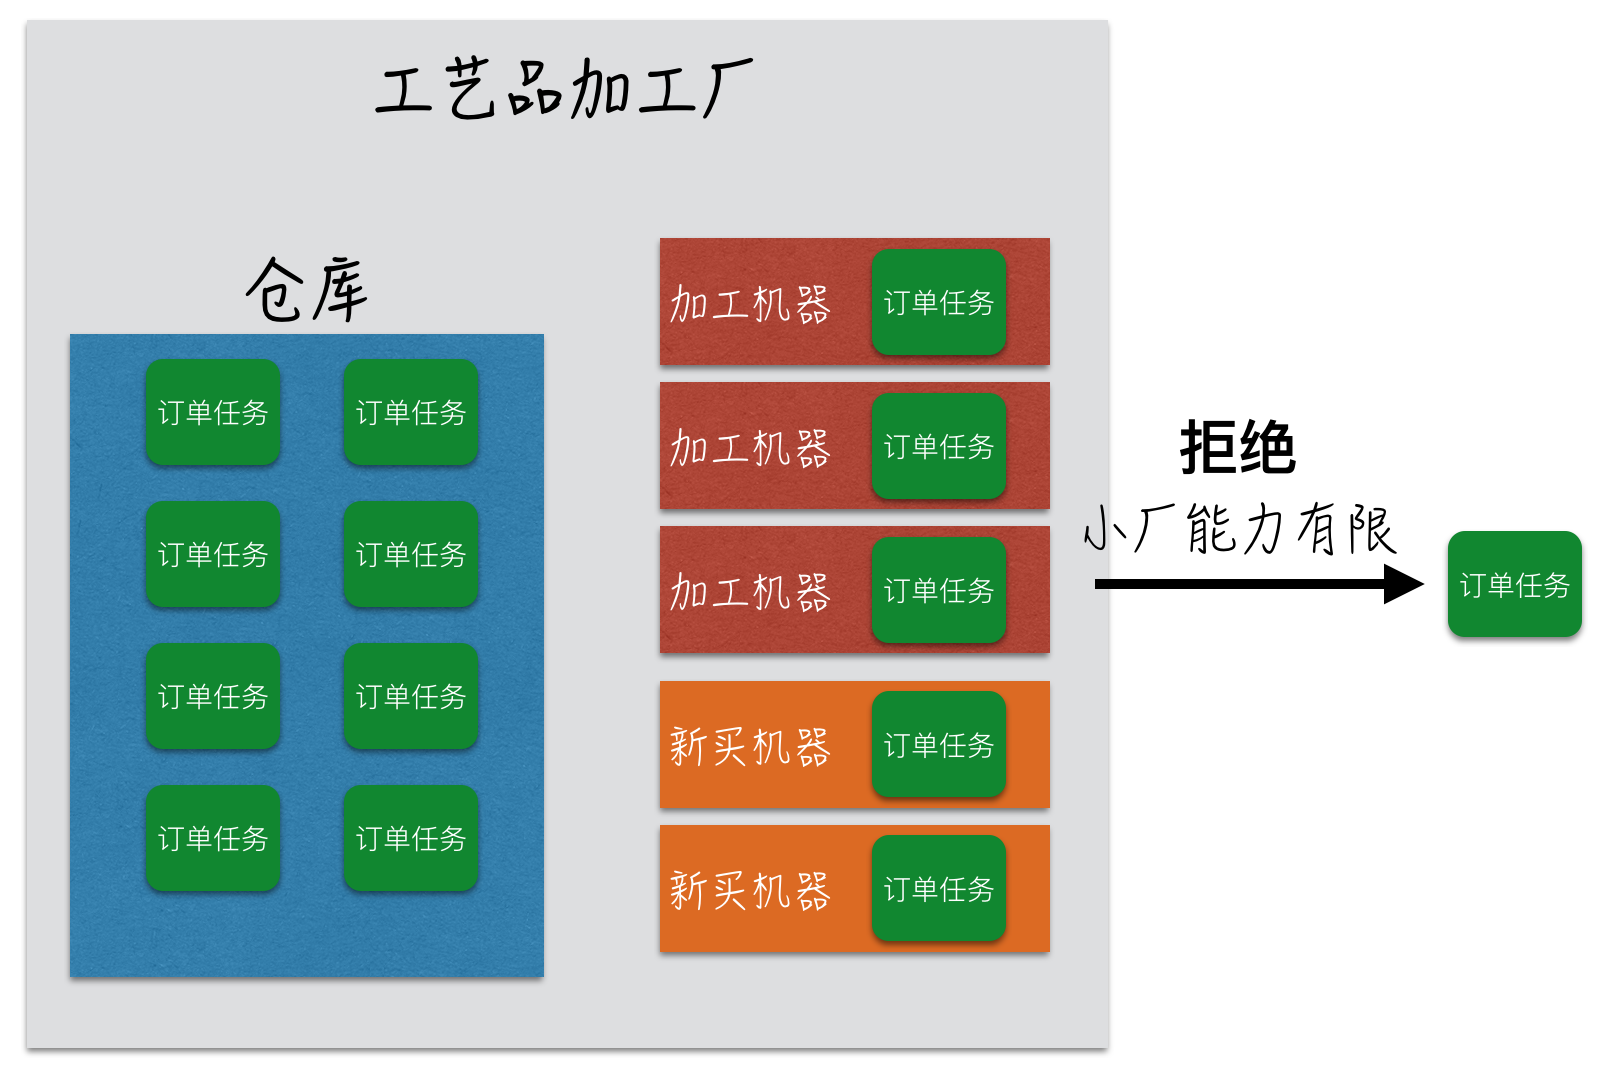 工艺品加工厂
仓库
订单任务 订单任务
订单任务 订单任务
订单任务 订单任务
订单任务 订单任务
加工机器 订单任务
加工机器 订单任务
加工机器 订单任务
新买机器 订单任务
新买机器 订单任务
拒绝
小厂能力有限
订单任务